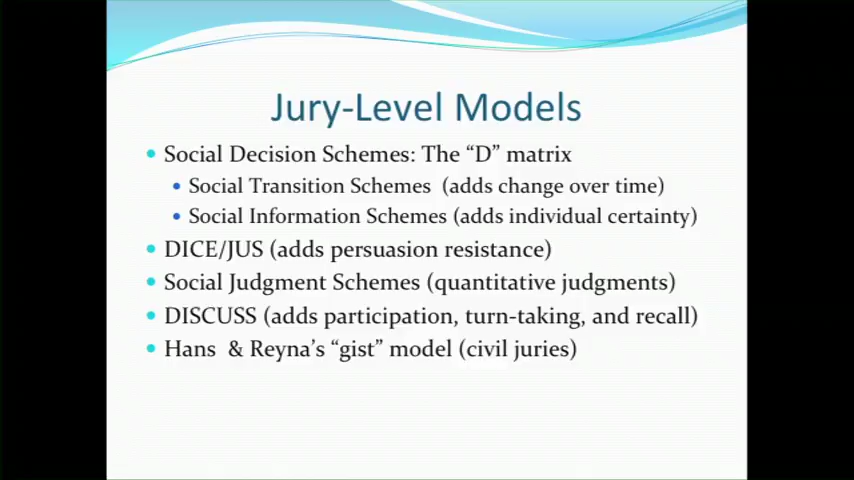 Jury-Level Models
Social Decision Schemes: The “D” matrix
Social Transition Schemes (adds change over time)
Social Information Schemes (adds individual certainty)
DICE/JUS (adds persuasion resistance)
Social Judgment Schemes (quantitative judgments)
DISCUSS (adds participation, turn-taking, and recall)
Hans & Reyna’s “gist” model (civil juries)